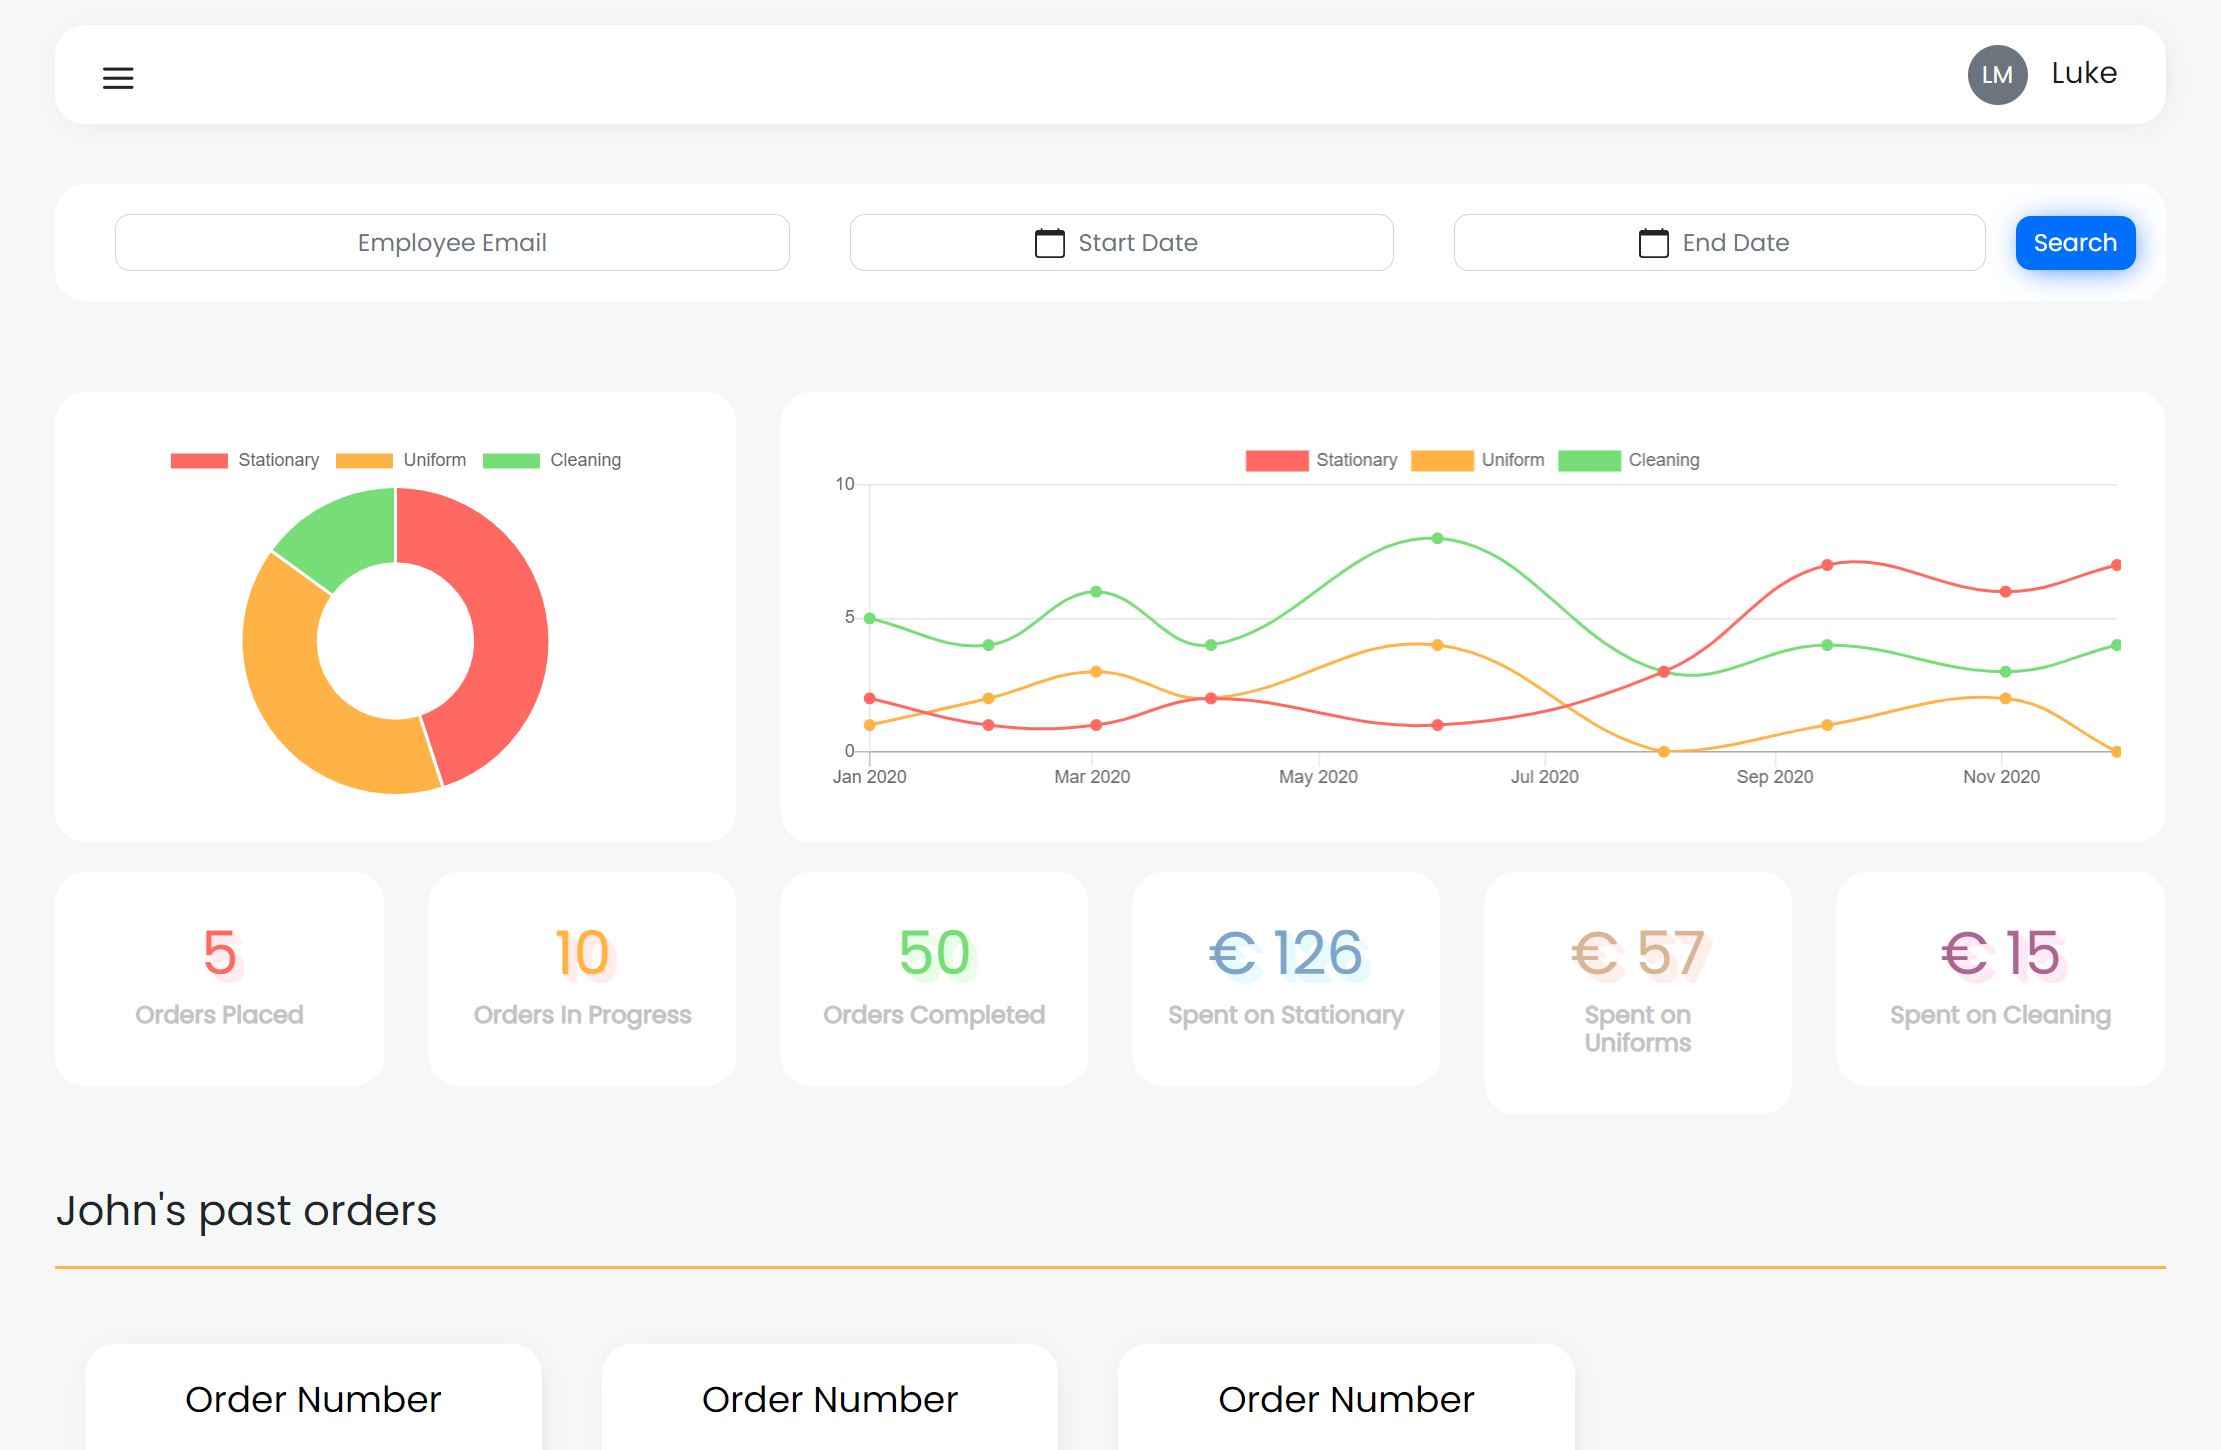 LM Luke
Employee Email Start Date End Date Search
Stationary Uniform Cleaning
Stationary Uniform Cleaning
10
5
0
Jan 2020 Mar 2020 May 2020 Jul 2020 Sep 2020 Nov 2020
5
Orders Placed
10
Orders In Progress
50
Orders Completed
€ 126
Spent on Stationary
€ 57
Spent on
Uniforms
€ 15
Spent on Cleaning
John's past orders
Order Number Order Number Order Number